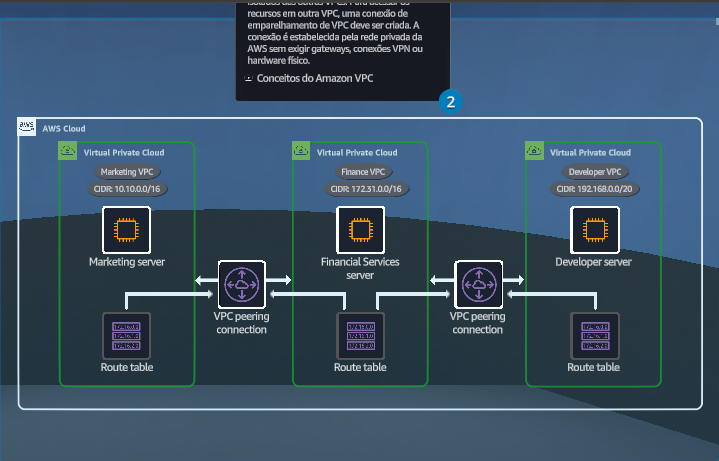 isoladas das outras VPCs. Para acessar os
recursos em outra VPC, uma conexão de
emparelhamento de VPC deve ser criada. A
conexão é estabelecida pela rede privada da
AWS sem exigir gateways, conexões VPN ou
hardware físico.
Conceitos do Amazon VPC
2
aws AWS Cloud
Virtual Private Cloud
Marketing VPC
CIDR: 10.10.0.0/16
Marketing server
Route table
VPC peering
connection
Virtual Private Cloud
Finance VPC
CIDR: 172.31.0.0/16
Financial Services
server
Route table
VPC peering
connection
Virtual Private Cloud
Developer VPC
CIDR: 192.168.0.0/20
Developer server
Route table